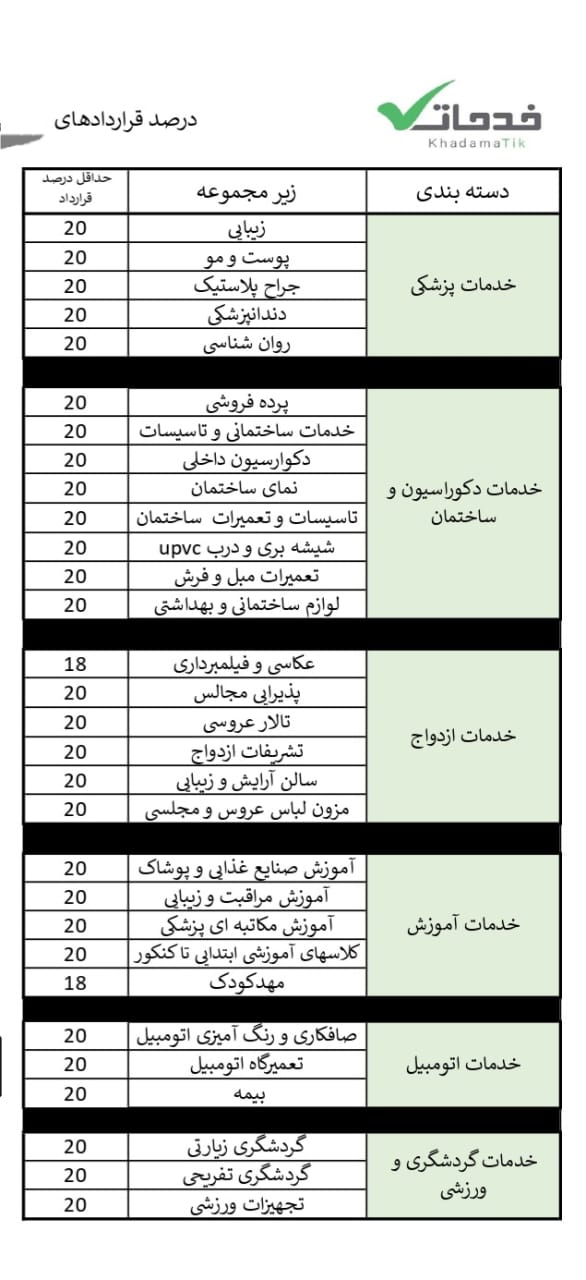 خدماتیک
KhadamaTik
درصد قراردادهای
دسته بندی زیر مجموعه حداقل درصد قرارداد
خدمات پزشکی
زیبایی 20
پوست و مو 20
جراح پلاستیک 20
دندانپزشکی 20
روان شناسی 20
خدمات دکوراسیون و ساختمان
پرده فروشی 20
خدمات ساختمانی و تاسیسات 20
دکوارسیون داخلی 20
نمای ساختمان 20
تاسیسات و تعمیرات ساختمان 20
شیشه بری و درب upvc 20
تعمیرات مبل و فرش 20
لوازم ساختمانی و بهداشتی 20
خدمات ازدواج
عکاسی و فیلمبرداری 18
پذیرایی مجالس 20
تالار عروسی 20
تشریفات ازدواج 20
سالن آرایش و زیبایی 20
مزون لباس عروس و مجلسی 20
خدمات آموزش
آموزش صنایع غذایی و پوشاک 20
آموزش مراقبت و زیبایی 20
آموزش مکاتبه ای پزشکی 20
کلاسهای آموزشی ابتدایی تا کنکور 20
مهدکودک 18
خدمات اتومبیل
صافکاری و رنگ آمیزی اتومبیل 20
تعمیرگاه اتومبیل 20
بیمه 20
خدمات گردشگری و ورزشی
گردشگری زیارتی 20
گردشگری تفریحی 20
تجهیزات ورزشی 20